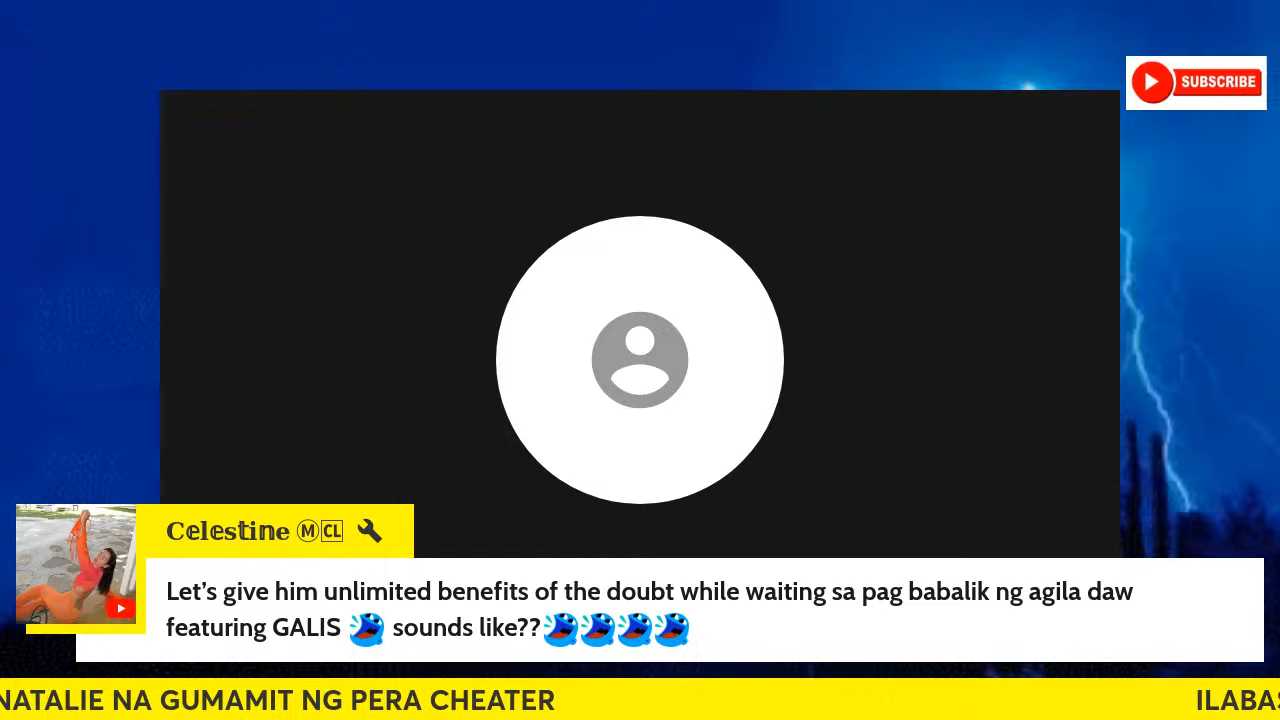 SUBSCRIBE
Celestine Ⓜ🄲🄻
Let's give him unlimited benefits of the doubt while waiting sa pag babalik ng agila daw
featuring GALIS sounds like??
NATALIE NA GUMAMIT NG PERA CHEATER